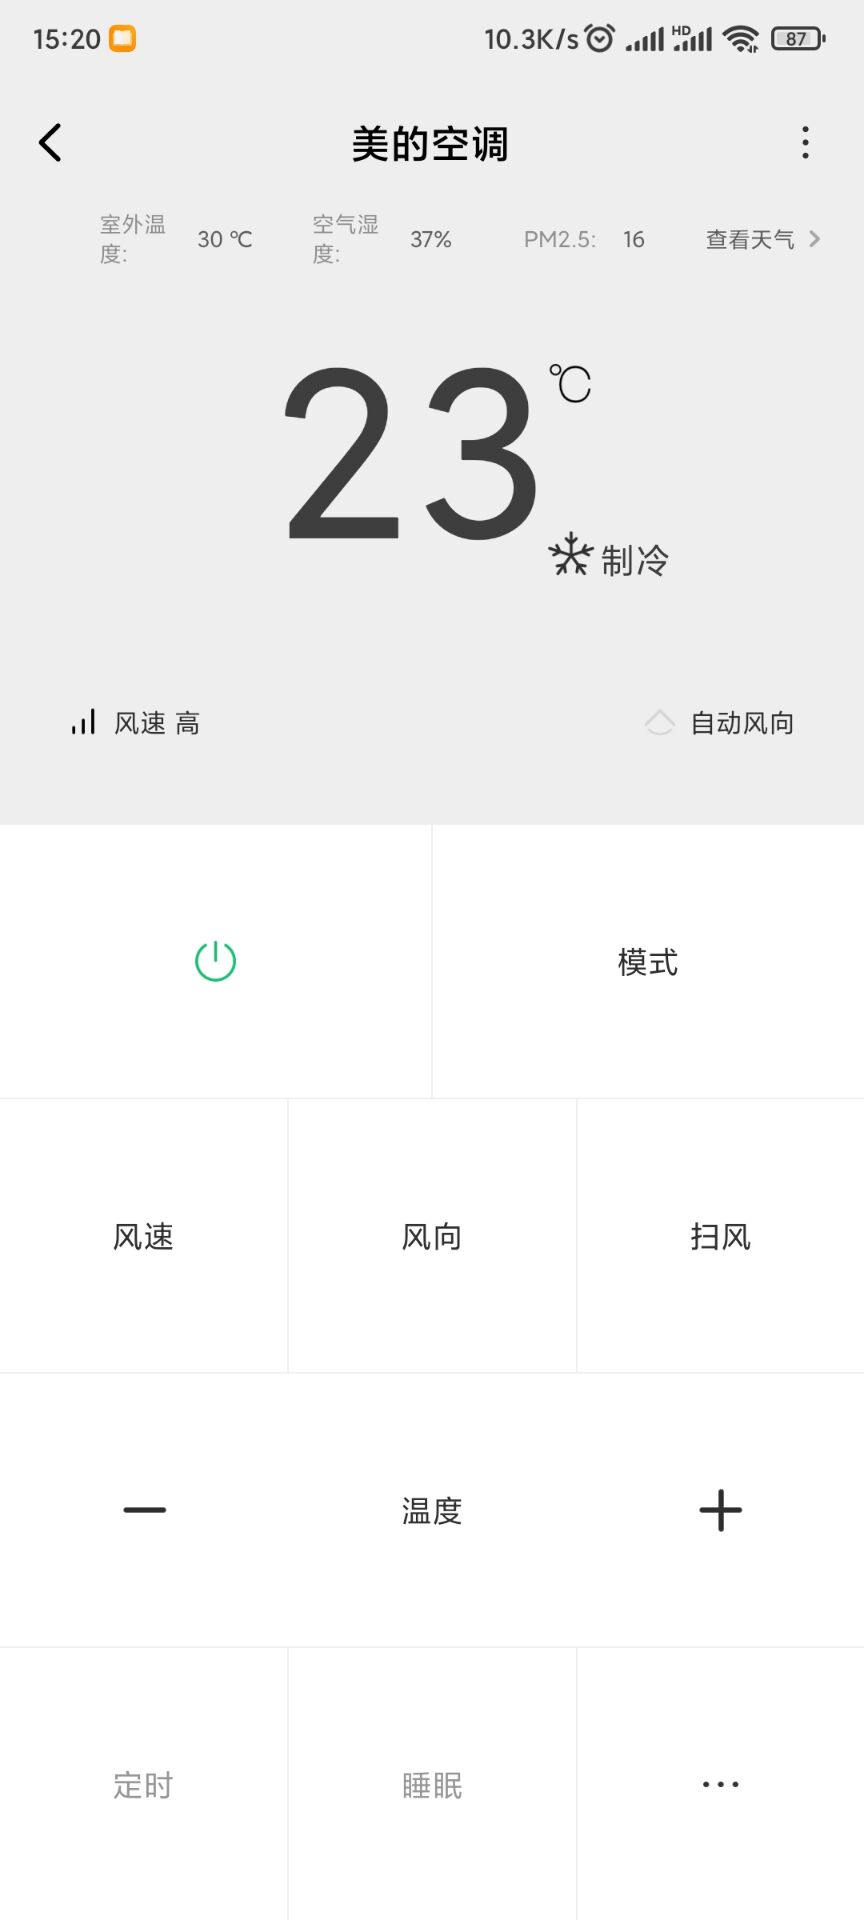 15:20 10.3K/s HD 87
美的空调
室外温度: 30 ℃ 空气湿度: 37% PM2.5: 16 查看天气
23℃
制冷
风速 高 自动风向
模式
风速 风向 扫风
温度
定时 睡眠